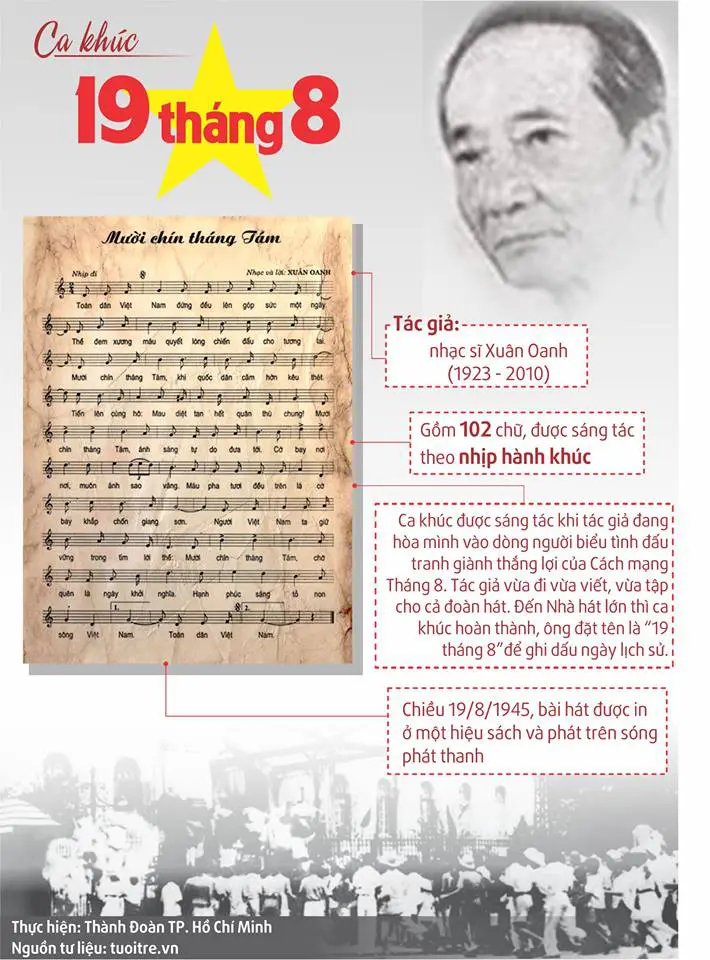 Ca khúc
19 tháng 8
Mười chín tháng Tám
Nhịp đi
Nhạc và lời: XUÂN OANH
Toàn dân Việt Nam đứng đều lên góp sức một ngày
Thề đem xương máu quyết lòng chiến đấu cho tương lai.
Mười chín tháng Tám, khi quốc dân căm hờn kêu thét.
Tiến lên cùng hô: Mau diệt tan hết quân thù chung! Mười
chín tháng Tám, ánh sáng tự do đưa tới. Cờ bay nơi
nơi, muôn ánh sao vàng. Máu pha tươi đều trên lá cờ
bay khắp chốn giang sơn. Người Việt Nam ta giữ
vững trong tim lời thề: Mười chín tháng Tám, chớ
quên là ngày khởi nghĩa. Hạnh phúc sáng tô non
1. 2.
sông Việt Nam. Toàn dân Việt Nam.
Tác giả:
nhạc sĩ Xuân Oanh
(1923 - 2010)
Gồm 102 chữ, được sáng tác
theo nhịp hành khúc
Ca khúc được sáng tác khi tác giả đang
hòa mình vào dòng người biểu tình đấu
tranh giành thắng lợi của Cách mạng
Tháng 8. Tác giả vừa đi vừa viết, vừa tập
cho cả đoàn hát. Đến Nhà hát lớn thì ca
khúc hoàn thành, ông đặt tên là “19
tháng 8” để ghi dấu ngày lịch sử.
Chiều 19/8/1945, bài hát được in
ở một hiệu sách và phát trên sóng
phát thanh
Thực hiện: Thành Đoàn TP. Hồ Chí Minh
Nguồn tư liệu: tuoitre.vn